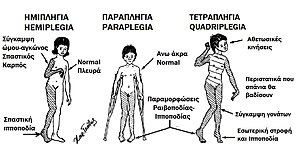 ΗΜΙΠΛΗΓΙΑ
HEMIPLEGIA
ΠΑΡΑΠΛΗΓΙΑ
PARAPLEGIA
ΤΕΤΡΑΠΛΗΓΙΑ
QUADRIPLEGIA
Σύγκαμψη
ώμου-αγκώνος
Σπαστικός
Καρπός
Normal
Πλευρά
Σπαστική
ιπποποδία
Ανω άκρα
Normal
Παραμορφώσεις
Ραιβοποδίας-
Ιπποποδίας
Αθετωσικές
κινήσεις
Περιστατικά που
σπάνια θα
βαδίσουν
Σύγκαμψη γονάτων
Εσωτερική στροφή
και Ιπποποδία